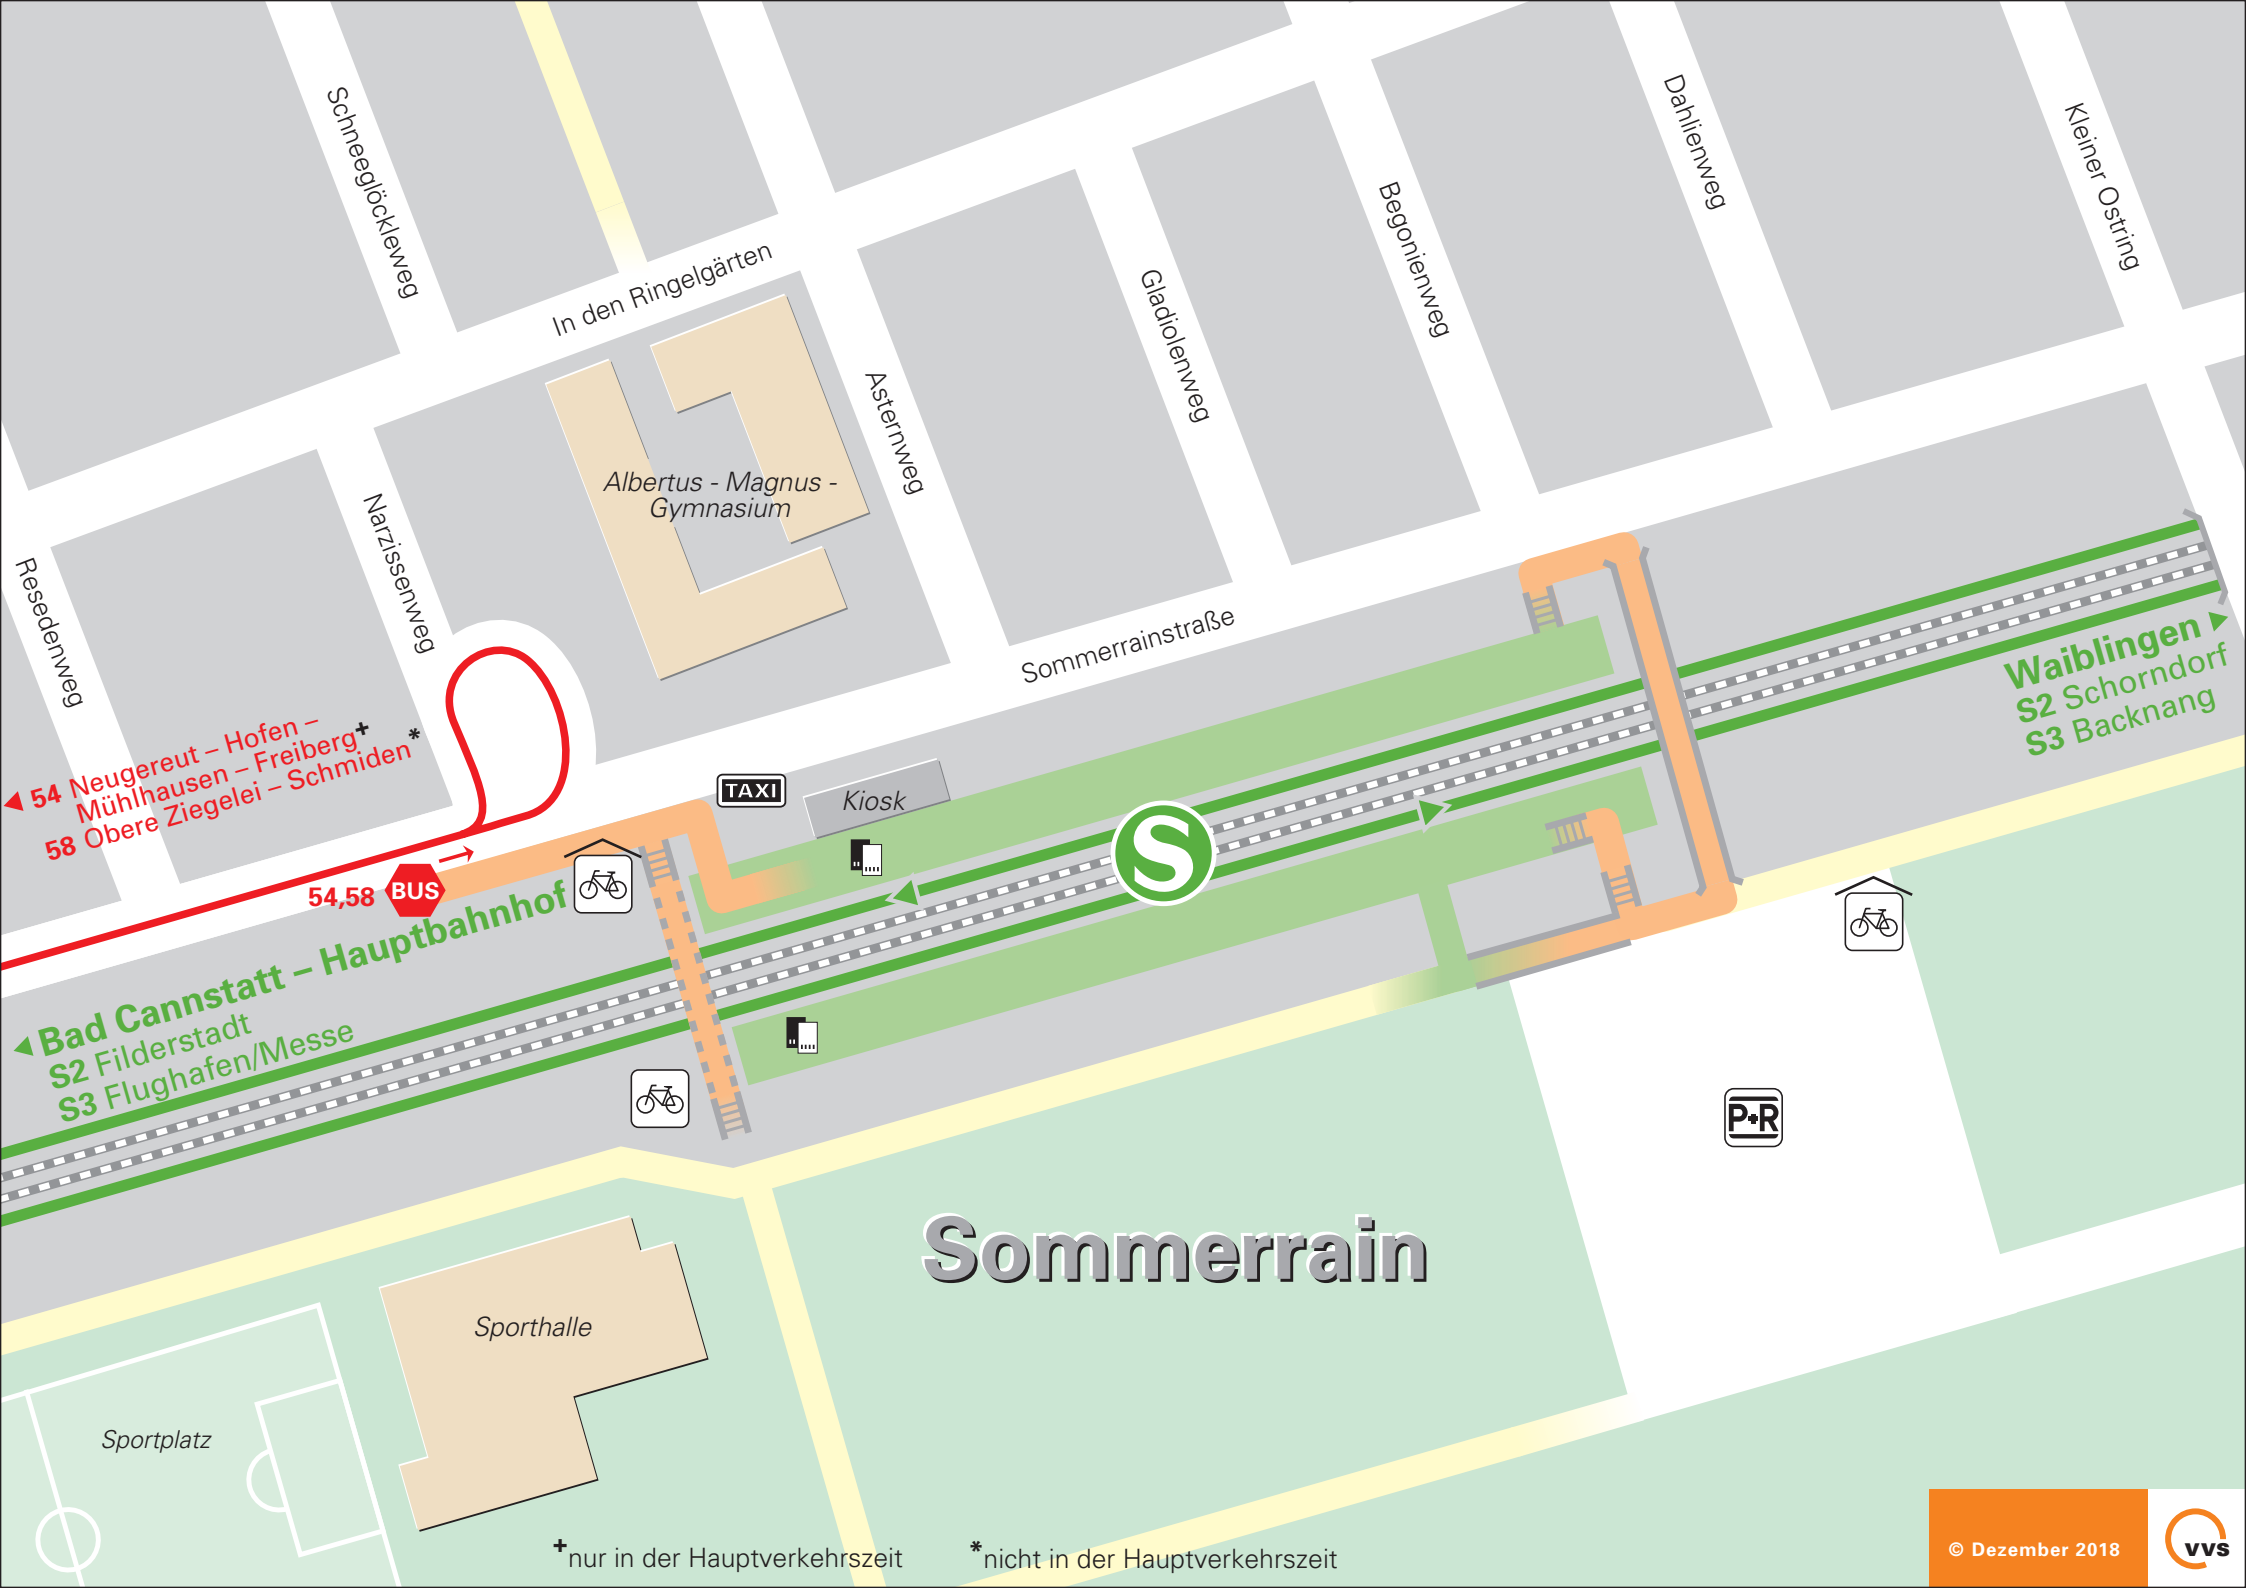 Schneeglöckleweg
In den Ringelgärten
Dahlienweg
Kleiner Ostring
Begonienweg
Gladiolenweg
Asternweg
Albertus - Magnus -
Gymnasium
Narzissenweg
Resedenweg
Sommerrainstraße
54 Neugereut – Hofen –
Mühlhausen – Freiberg+
58 Obere Ziegelei – Schmiden*
54,58 BUS
TAXI
Kiosk
S
Waiblingen
S2 Schorndorf
S3 Backnang
Bad Cannstatt – Hauptbahnhof
S2 Filderstadt
S3 Flughafen/Messe
P+R
Sommerrain
Sporthalle
Sportplatz
+nur in der Hauptverkehrszeit
*nicht in der Hauptverkehrszeit
© Dezember 2018
vvs